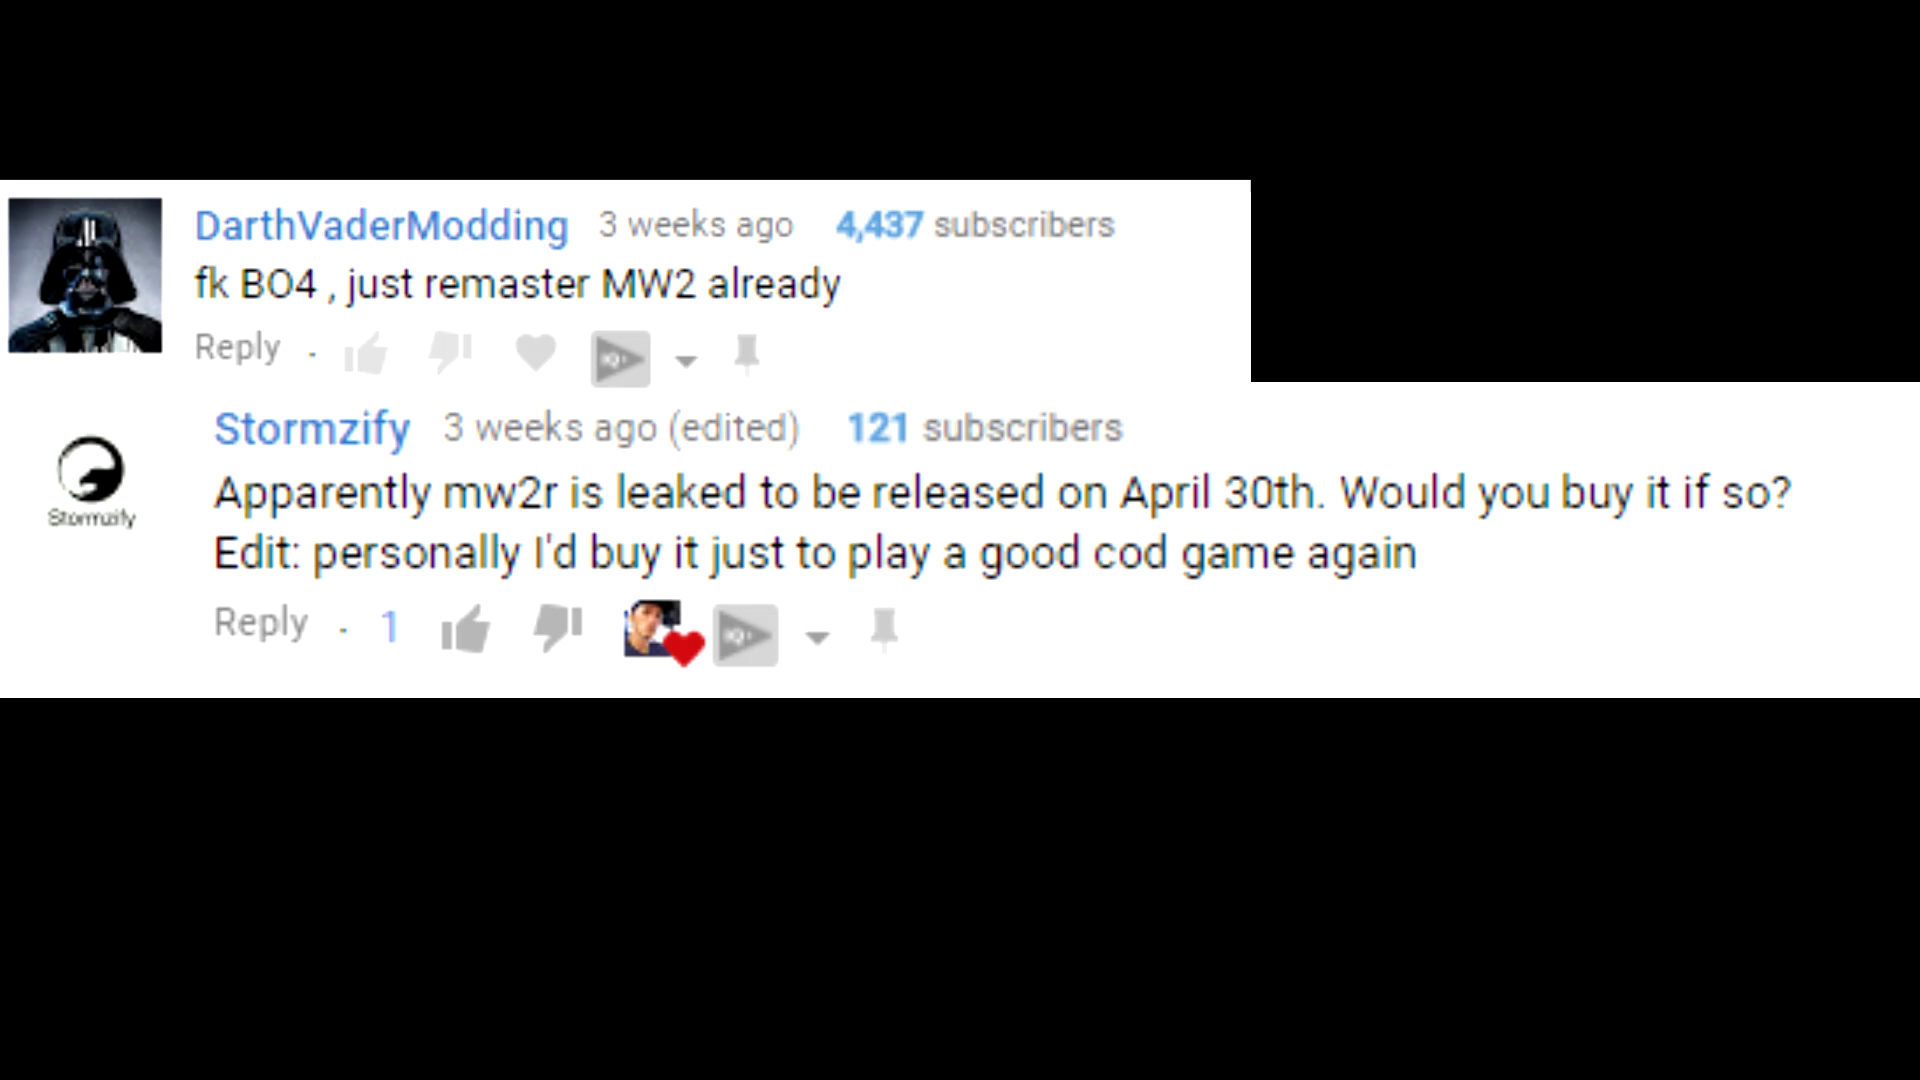 DarthVaderModding 3 weeks ago 4,437 subscribers
fk BO4 , just remaster MW2 already
Reply ·
Stormzify 3 weeks ago (edited) 121 subscribers
Stormzify
Apparently mw2r is leaked to be released on April 30th. Would you buy it if so?
Edit: personally I'd buy it just to play a good cod game again
Reply · 1